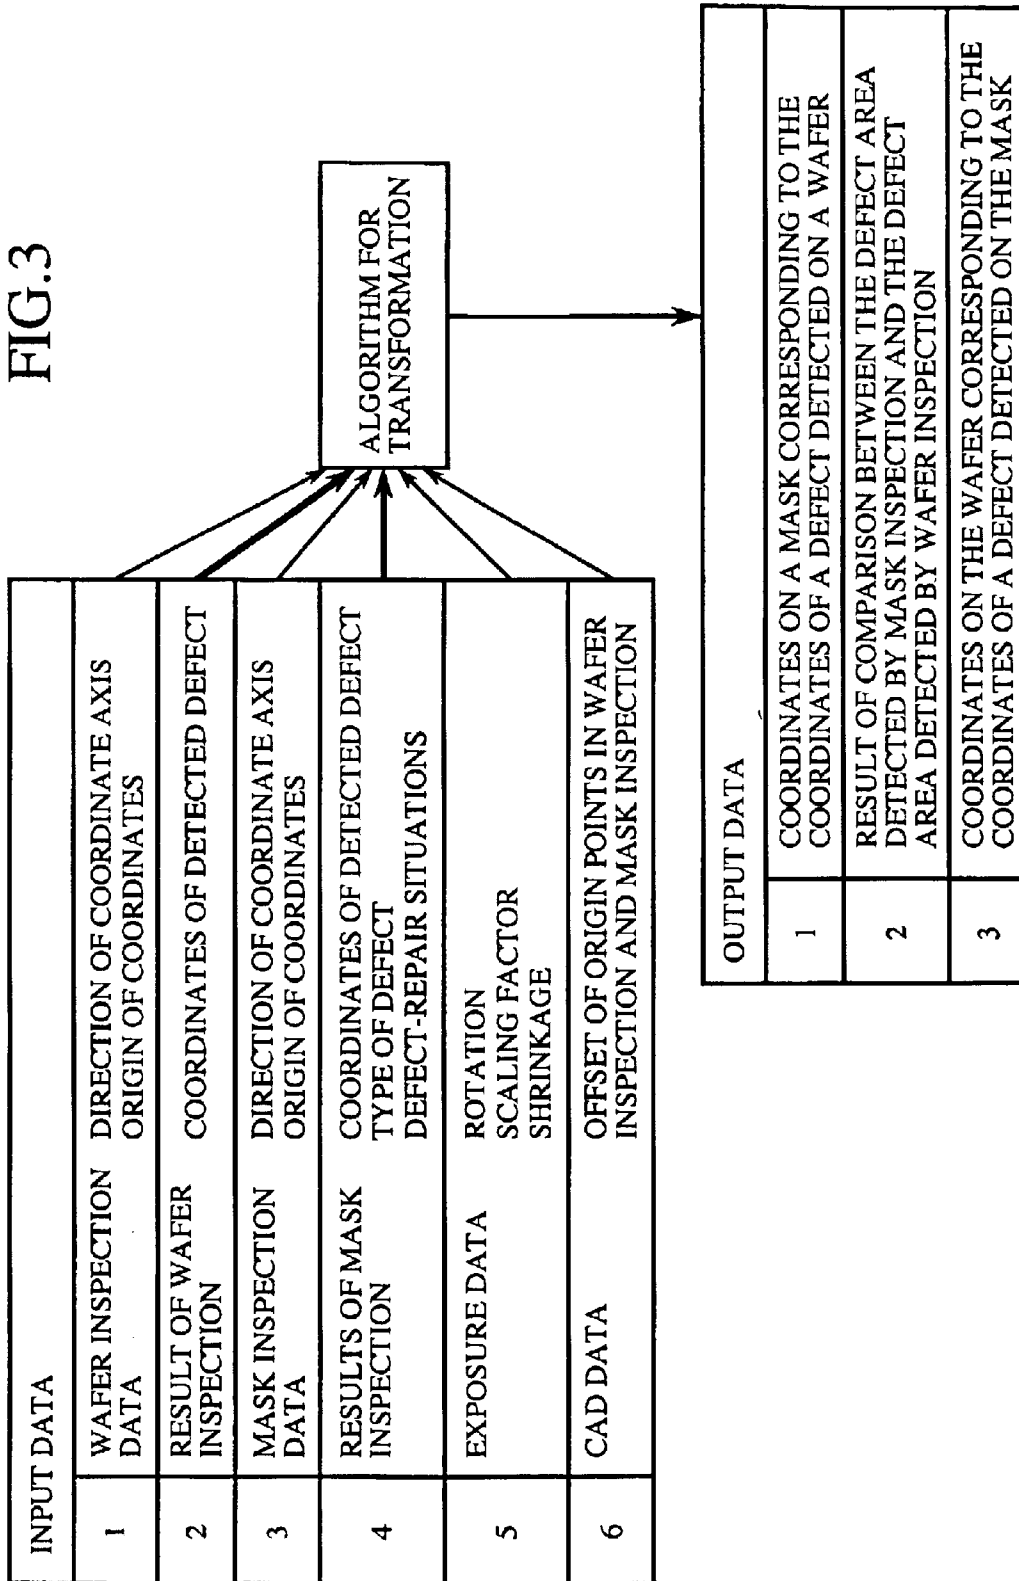 FIG.3
INPUT DATA
1
WAFER INSPECTION
DATA
DIRECTION OF COORDINATE AXIS
ORIGIN OF COORDINATES
2
RESULT OF WAFER
INSPECTION
COORDINATES OF DETECTED DEFECT
3
MASK INSPECTION
DATA
DIRECTION OF COORDINATE AXIS
ORIGIN OF COORDINATES
4
RESULTS OF MASK
INSPECTION
COORDINATES OF DETECTED DEFECT
TYPE OF DEFECT
DEFECT-REPAIR SITUATIONS
5
EXPOSURE DATA
ROTATION
SCALING FACTOR
SHRINKAGE
6
CAD DATA
OFFSET OF ORIGIN POINTS IN WAFER
INSPECTION AND MASK INSPECTION
ALGORITHM FOR
TRANSFORMATION
OUTPUT DATA
1
COORDINATES ON A MASK CORRESPONDING TO THE
COORDINATES OF A DEFECT DETECTED ON A WAFER
2
RESULT OF COMPARISON BETWEEN THE DEFECT AREA
DETECTED BY MASK INSPECTION AND THE DEFECT
AREA DETECTED BY WAFER INSPECTION
3
COORDINATES ON THE WAFER CORRESPONDING TO THE
COORDINATES OF A DEFECT DETECTED ON THE MASK